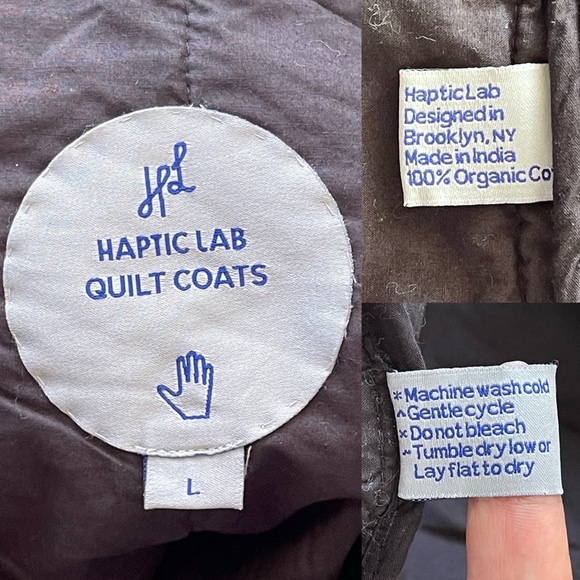 HL
HAPTIC LAB
QUILT COATS
L
Haptic Lab
Designed in
Brooklyn, NY
Made in India
100% Organic Co
*Machine wash cold
^Gentle cycle
×Do not bleach
~Tumble dry low or
Lay flat to dry